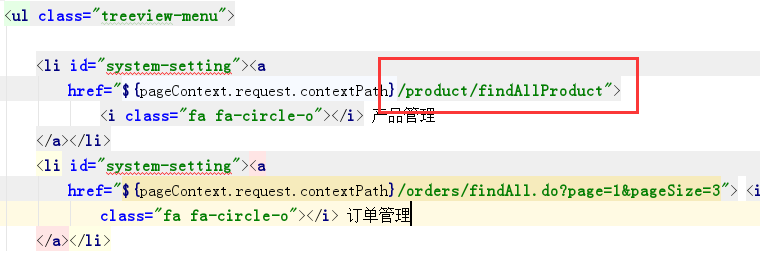 <ul class="treeview-menu">
<li id="system-setting"><a
href="${pageContext.request.contextPath}/product/findAllProduct">
<i class="fa fa-circle-o"></i> 产品管理
</a></li>
<li id="system-setting"><a
href="${pageContext.request.contextPath}/orders/findAll.do?page=1&pageSize=3"> <i
class="fa fa-circle-o"></i> 订单管理
</a></li>